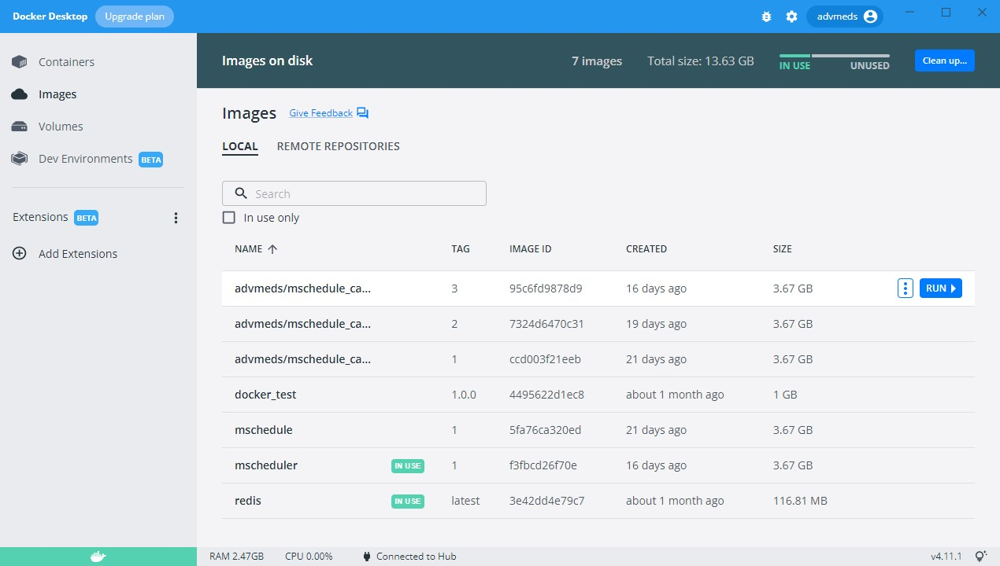 Docker Desktop Upgrade plan advmeds
Containers
Images
Volumes
Dev Environments BETA
Extensions BETA
Add Extensions
Images on disk 7 images Total size: 13.63 GB IN USE UNUSED Clean up...
Images Give Feedback
LOCAL REMOTE REPOSITORIES
Search
In use only
NAME TAG IMAGE ID CREATED SIZE
advmeds/mschedule_ca... 3 95c6fd9878d9 16 days ago 3.67 GB RUN
advmeds/mschedule_ca... 2 7324d6470c31 19 days ago 3.67 GB
advmeds/mschedule_ca... 1 ccd003f21eeb 21 days ago 3.67 GB
docker_test 1.0.0 4495622d1ec8 about 1 month ago 1 GB
mschedule 1 5fa76ca320ed 21 days ago 3.67 GB
mscheduler IN USE 1 f3fbcd26f70e 16 days ago 3.67 GB
redis IN USE latest 3e42dd4e79c7 about 1 month ago 116.81 MB
RAM 2.47GB CPU 0.00% Connected to Hub v4.11.1